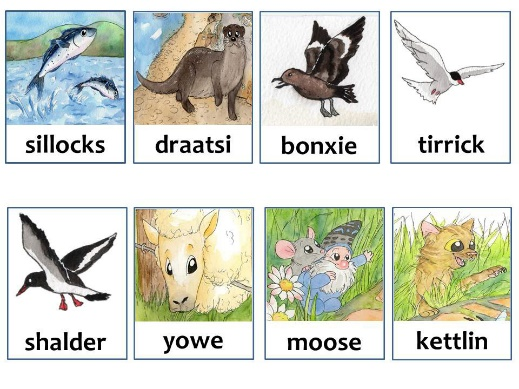 sillocks
draatsi
bonxie
tirrick
shalder
yowe
moose
kettlin